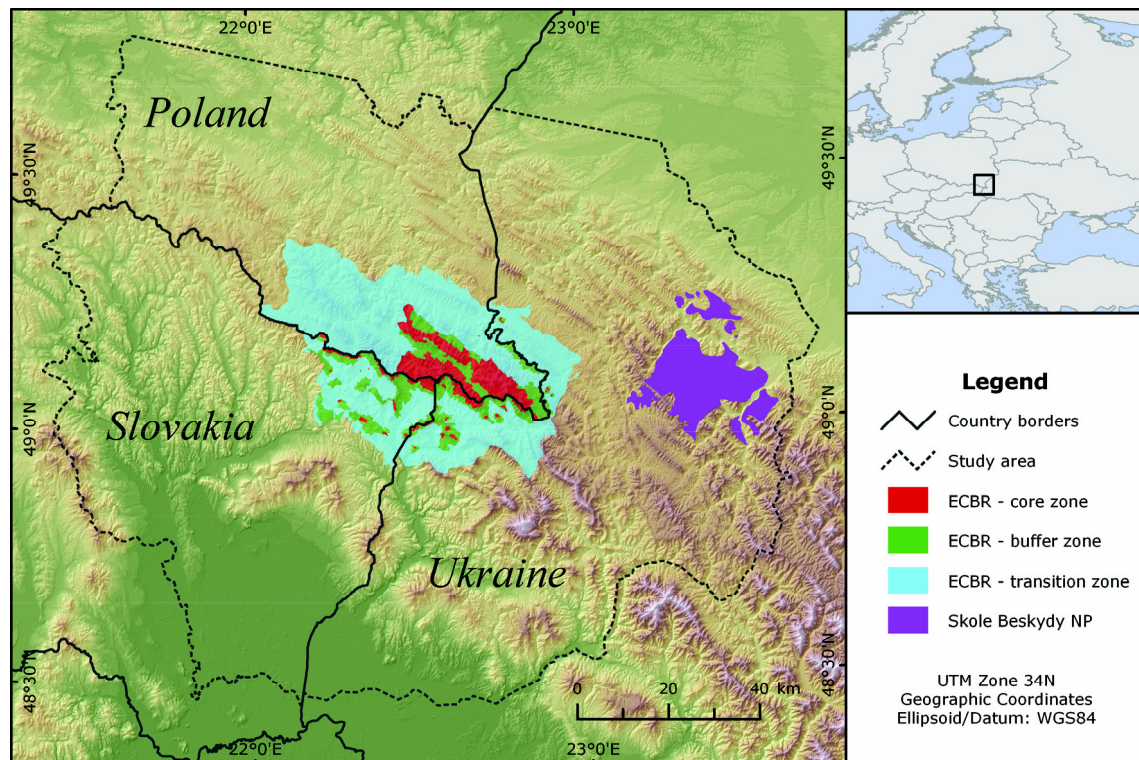 22°0'E
23°0'E
Poland
49°30'N
49°30'N
Slovakia
49°0'N
49°0'N
Ukraine
48°30'N
48°30'N
0 20 40 km
22°0'E
23°0'E
Legend
Country borders
Study area
ECBR - core zone
ECBR - buffer zone
ECBR - transition zone
Skole Beskydy NP
UTM Zone 34N
Geographic Coordinates
Ellipsoid/Datum: WGS84